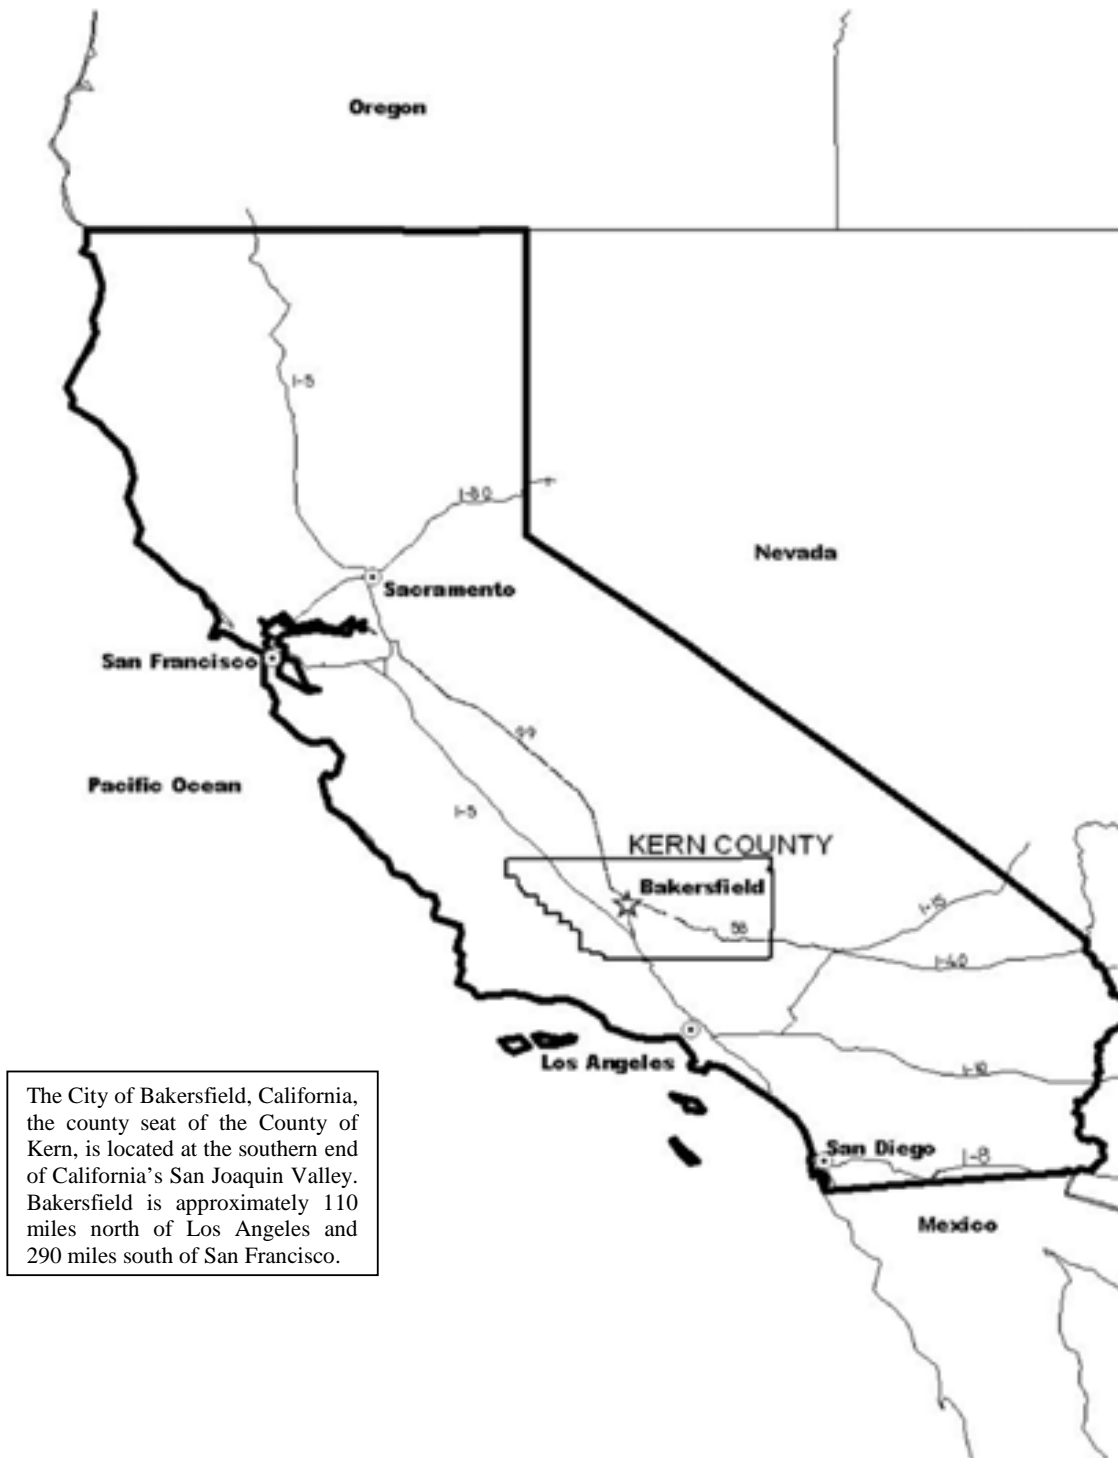 Oregon
I-5
I-80
Nevada
Sacramento
San Francisco
99
Pacific Ocean
I-5
KERN COUNTY
Bakersfield
I-15
58
I-40
Los Angeles
I-10
The City of Bakersfield, California,
the county seat of the County of
Kern, is located at the southern end
of California’s San Joaquin Valley.
Bakersfield is approximately 110
miles north of Los Angeles and
290 miles south of San Francisco.
San Diego
I-8
Mexico